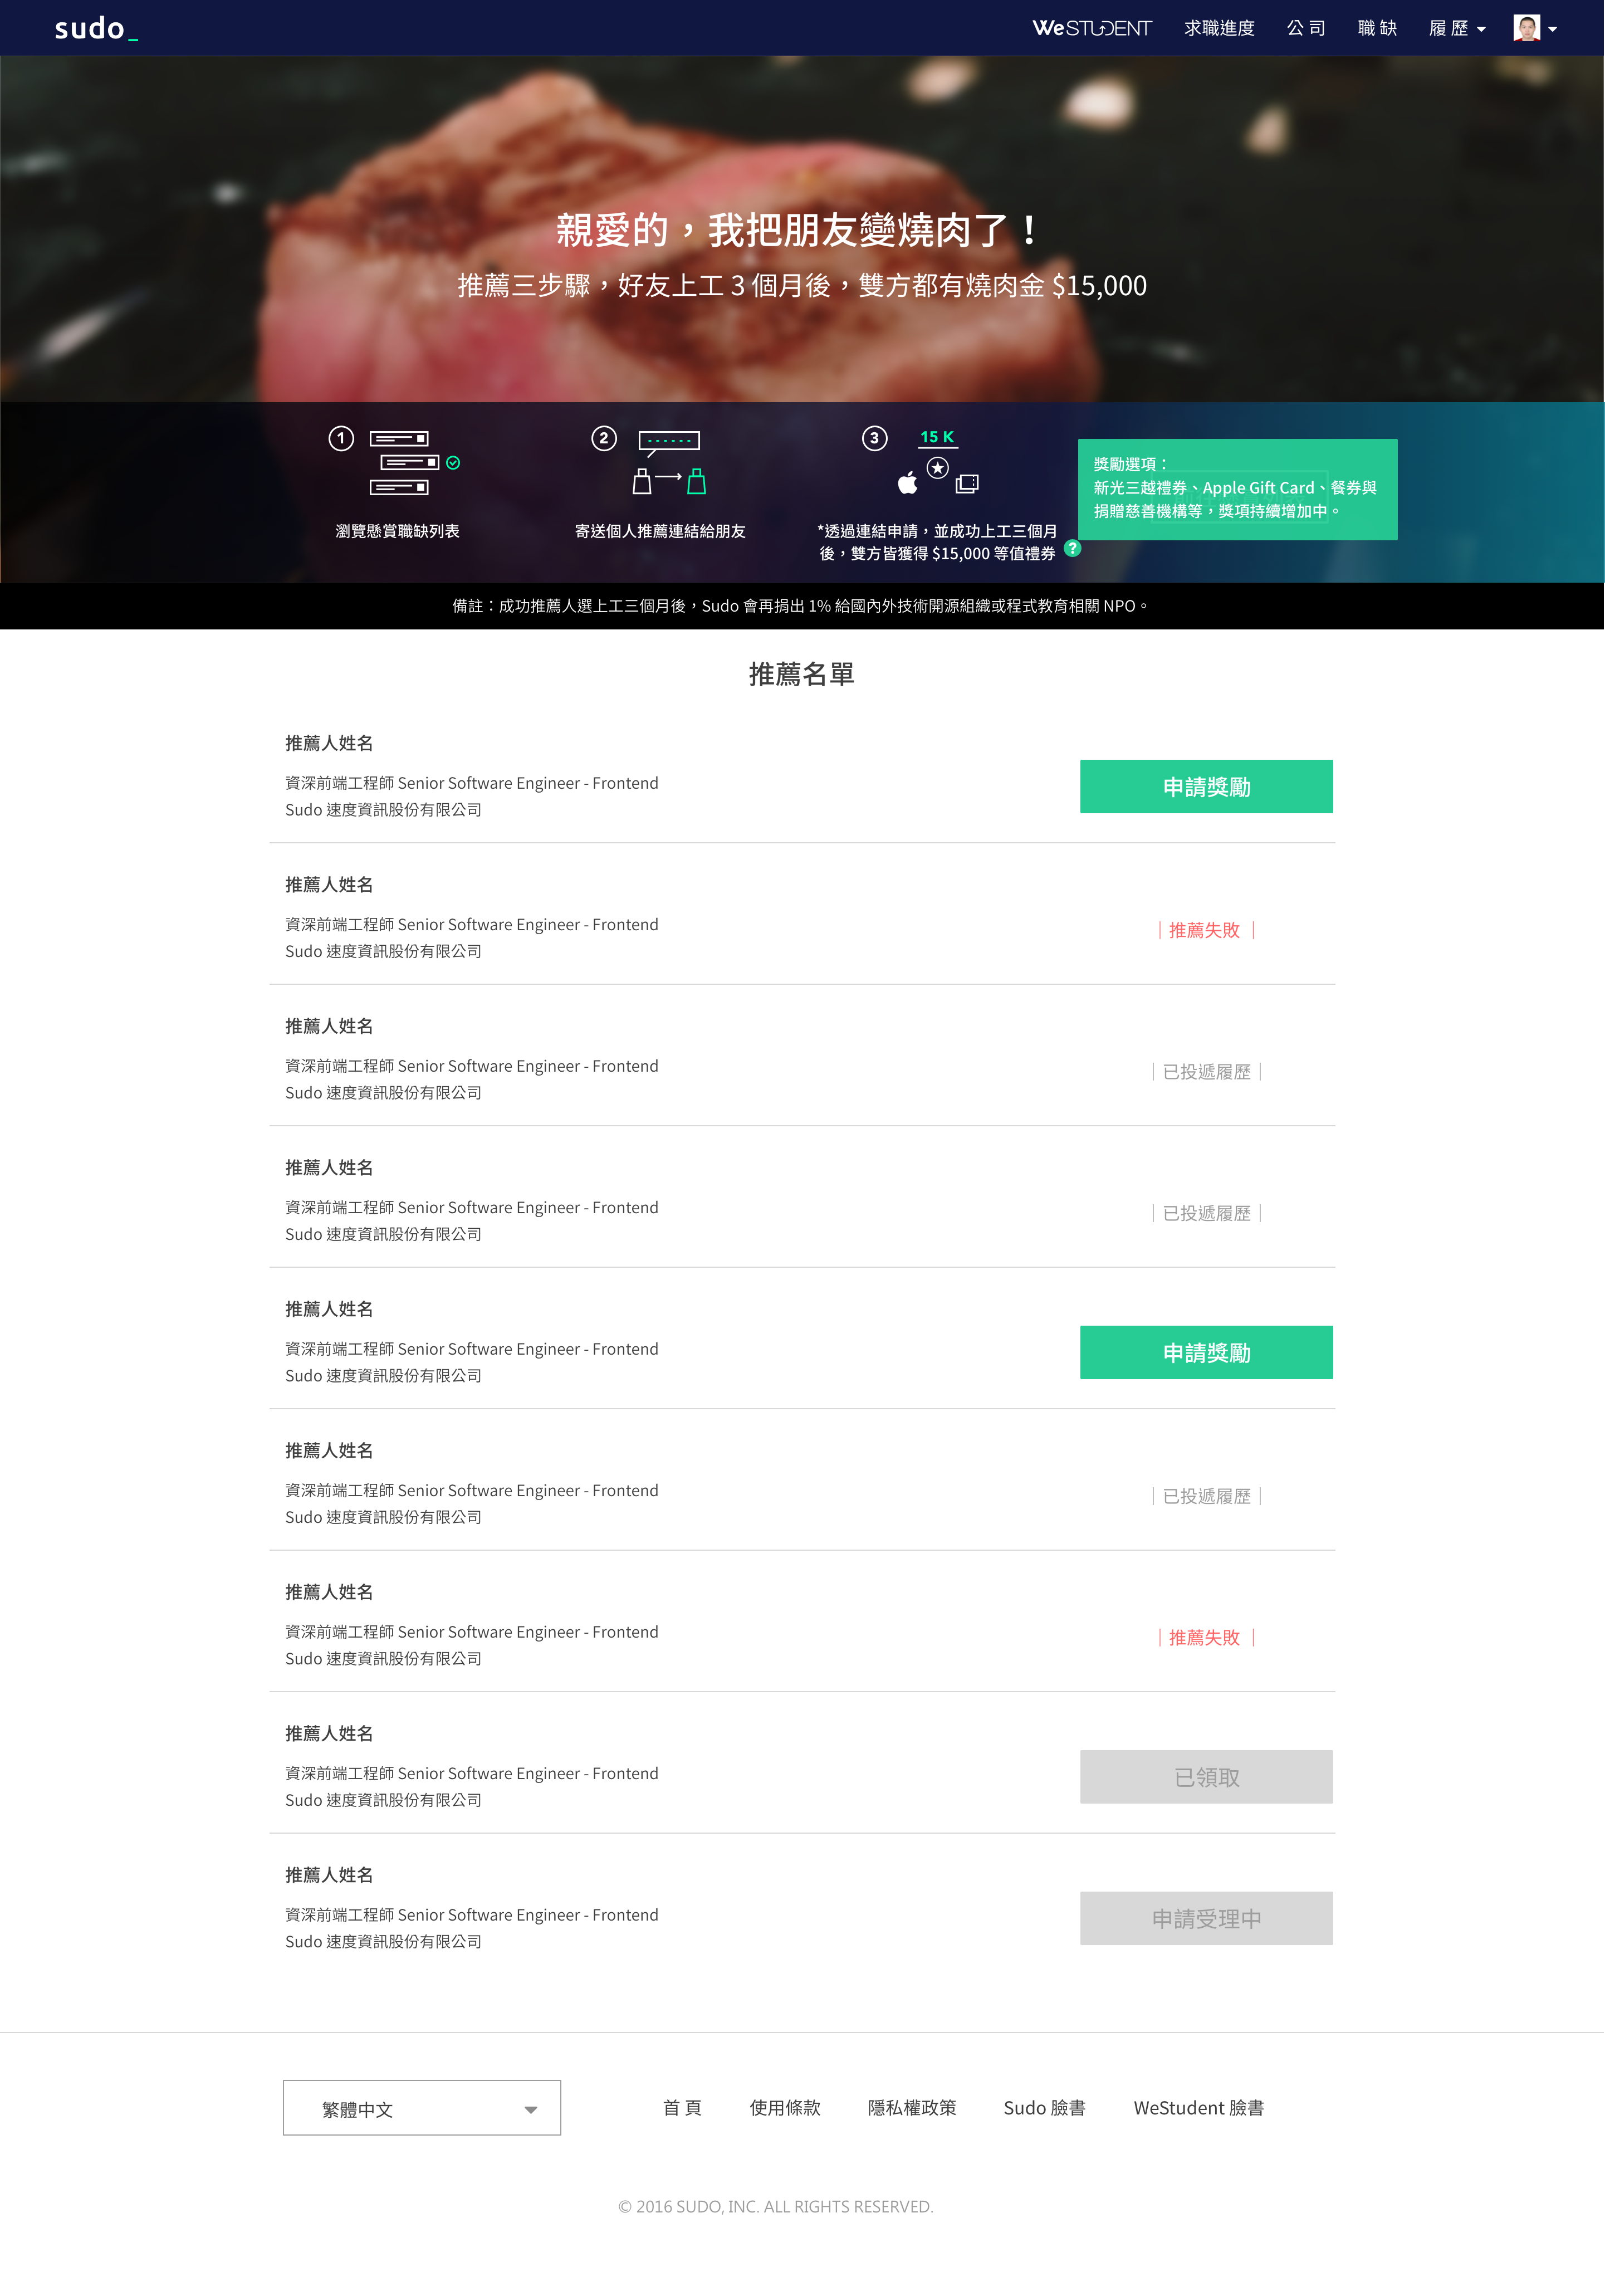 sudo_
WeSTUDENT
求職進度
公 司
職 缺
履 歷
親愛的，我把朋友變燒肉了！
推薦三步驟，好友上工 3 個月後，雙方都有燒肉金 $15,000
1
2
3
15 K
瀏覽懸賞職缺列表
寄送個人推薦連結給朋友
*透過連結申請，並成功上工三個月
後，雙方皆獲得 $15,000 等值禮券
?
獎勵選項：
新光三越禮券、Apple Gift Card、餐券與
捐贈慈善機構等，獎項持續增加中。
備註：成功推薦人選上工三個月後，Sudo 會再捐出 1% 給國內外技術開源組織或程式教育相關 NPO。
推薦名單
推薦人姓名
資深前端工程師 Senior Software Engineer - Frontend
Sudo 速度資訊股份有限公司
申請獎勵
推薦人姓名
資深前端工程師 Senior Software Engineer - Frontend
Sudo 速度資訊股份有限公司
｜推薦失敗 ｜
推薦人姓名
資深前端工程師 Senior Software Engineer - Frontend
Sudo 速度資訊股份有限公司
｜已投遞履歷｜
推薦人姓名
資深前端工程師 Senior Software Engineer - Frontend
Sudo 速度資訊股份有限公司
｜已投遞履歷｜
推薦人姓名
資深前端工程師 Senior Software Engineer - Frontend
Sudo 速度資訊股份有限公司
申請獎勵
推薦人姓名
資深前端工程師 Senior Software Engineer - Frontend
Sudo 速度資訊股份有限公司
｜已投遞履歷｜
推薦人姓名
資深前端工程師 Senior Software Engineer - Frontend
Sudo 速度資訊股份有限公司
｜推薦失敗 ｜
推薦人姓名
資深前端工程師 Senior Software Engineer - Frontend
Sudo 速度資訊股份有限公司
已領取
推薦人姓名
資深前端工程師 Senior Software Engineer - Frontend
Sudo 速度資訊股份有限公司
申請受理中
繁體中文
首 頁
使用條款
隱私權政策
Sudo 臉書
WeStudent 臉書
© 2016 SUDO, INC. ALL RIGHTS RESERVED.